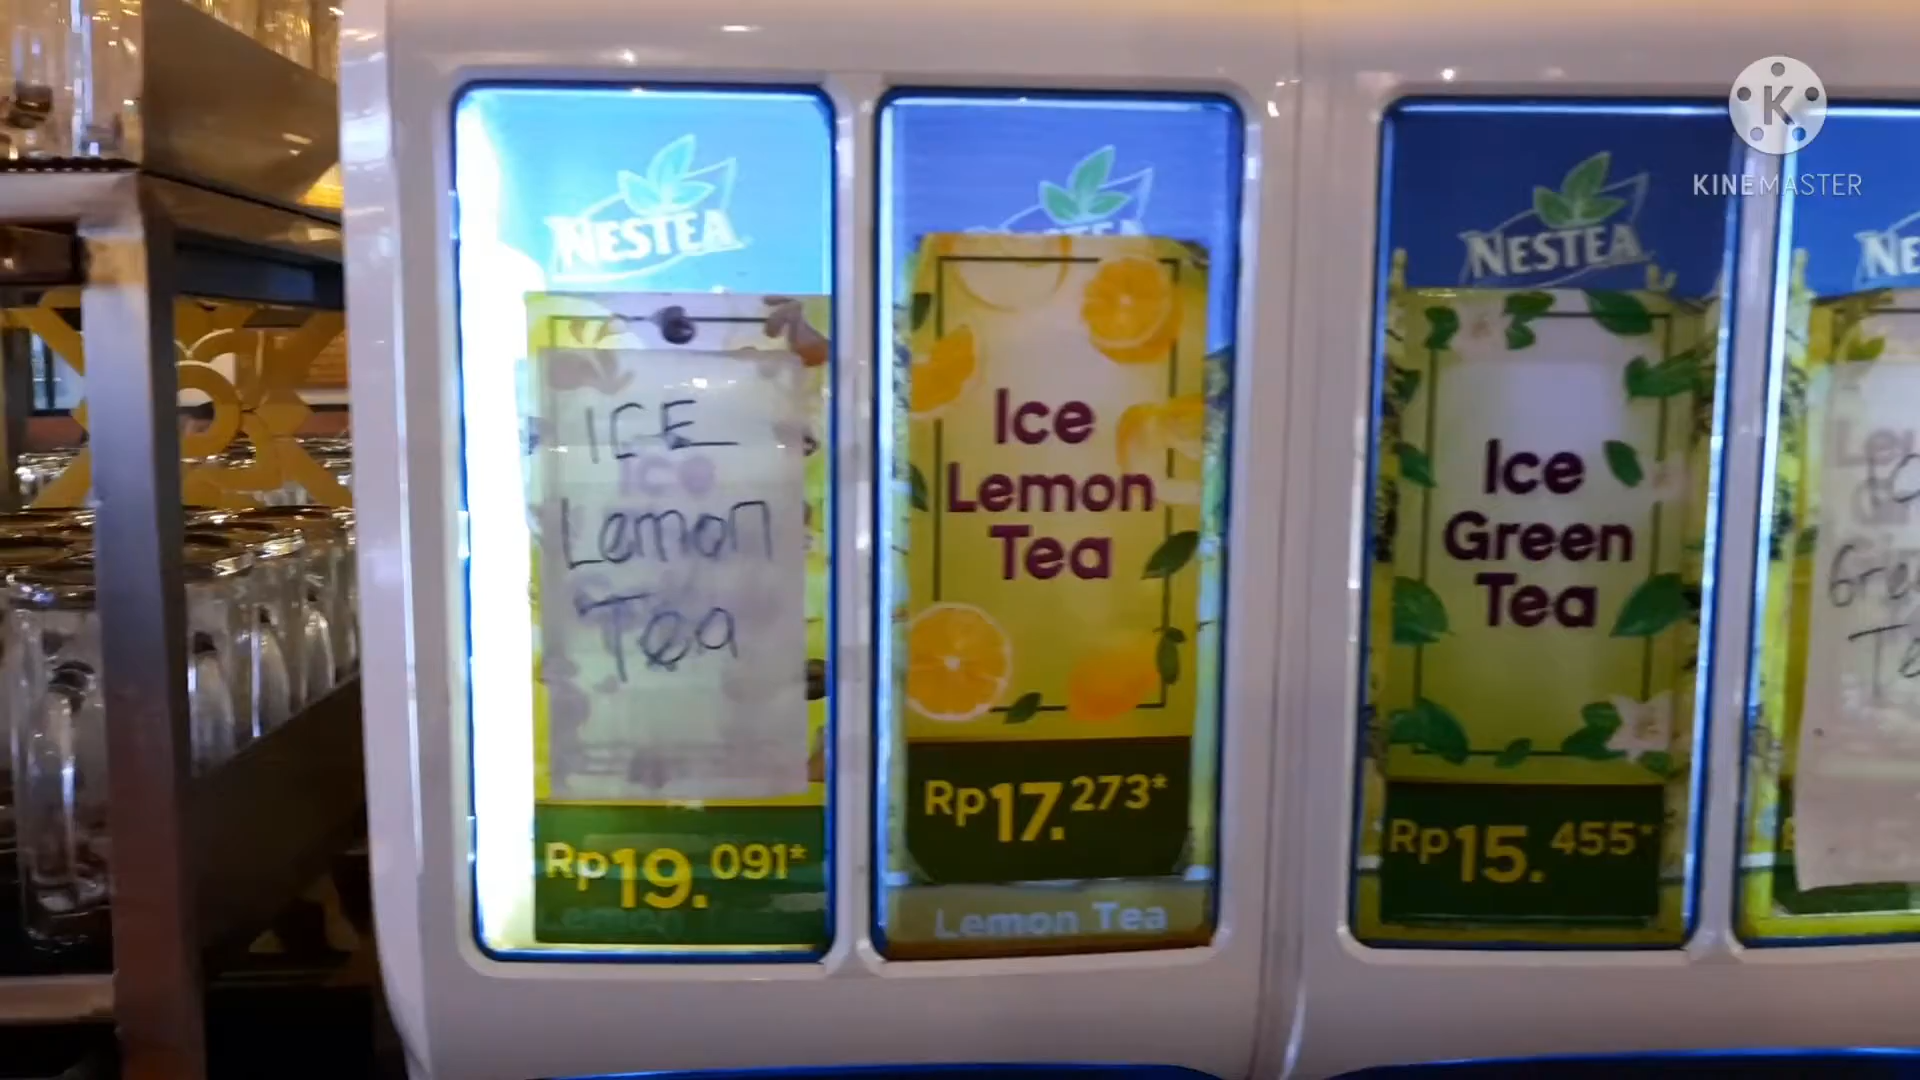 NESTEA
ICE
Ice
Lemon
Tea
Rp19.091*
Lemon
Ice
Lemon
Tea
Rp17.273*
Lemon Tea
NESTEA
Ice
Green
Tea
Rp15.455*
KINEMASTER